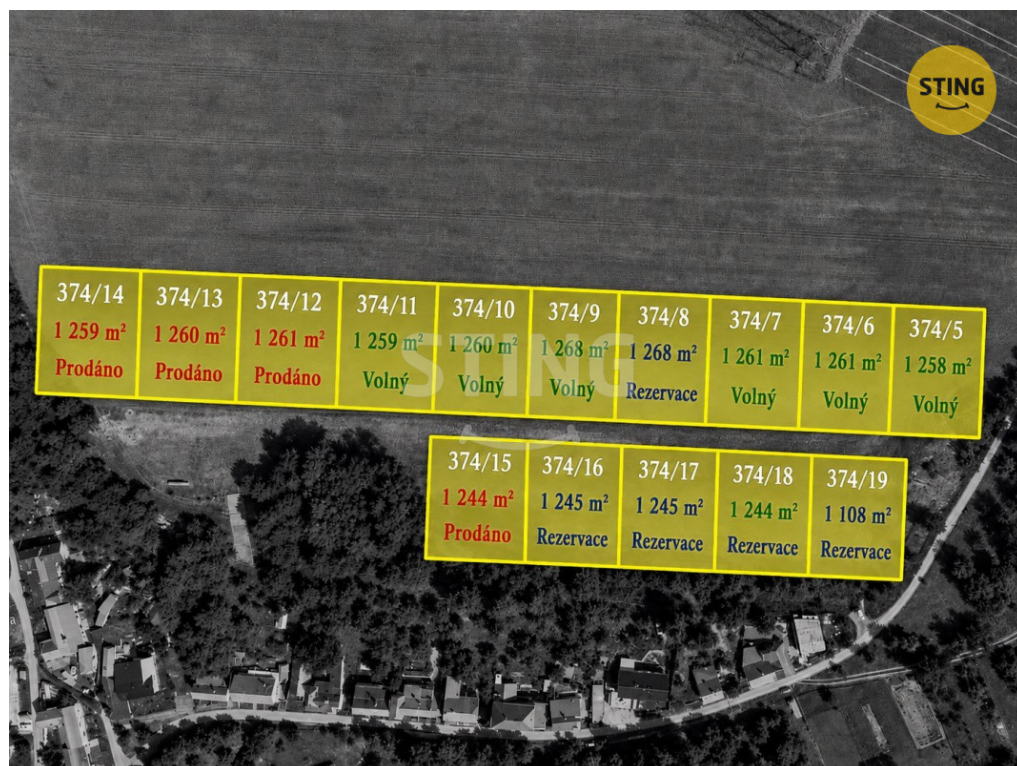 STING
374/14
1 259 m²
Prodáno
374/13
1 260 m²
Prodáno
374/12
1 261 m²
Prodáno
374/11
1 259 m²
Volný
374/10
1 260 m²
Volný
374/9
1 268 m²
Volný
374/8
1 268 m²
Rezervace
374/7
1 261 m²
Volný
374/6
1 261 m²
Volný
374/5
1 258 m²
Volný
STING
374/15
1 244 m²
Prodáno
374/16
1 245 m²
Rezervace
374/17
1 245 m²
Rezervace
374/18
1 244 m²
Rezervace
374/19
1 108 m²
Rezervace